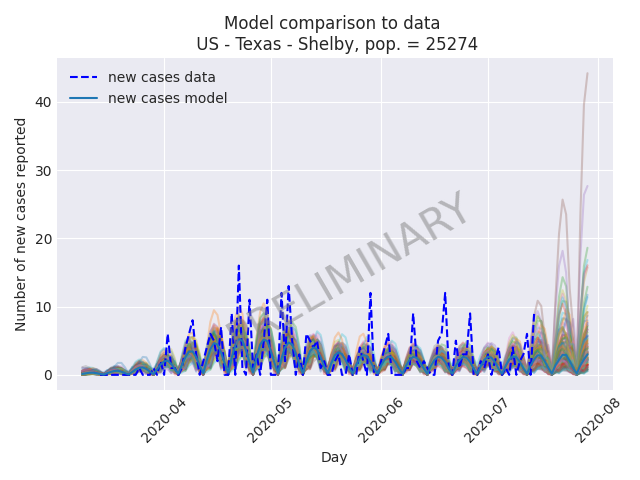 Model comparison to data
US - Texas - Shelby, pop. = 25274
new cases data
new cases model
PRELIMINARY
Number of new cases reported
40
30
20
10
0
2020-04
2020-05
2020-06
2020-07
2020-08
Day